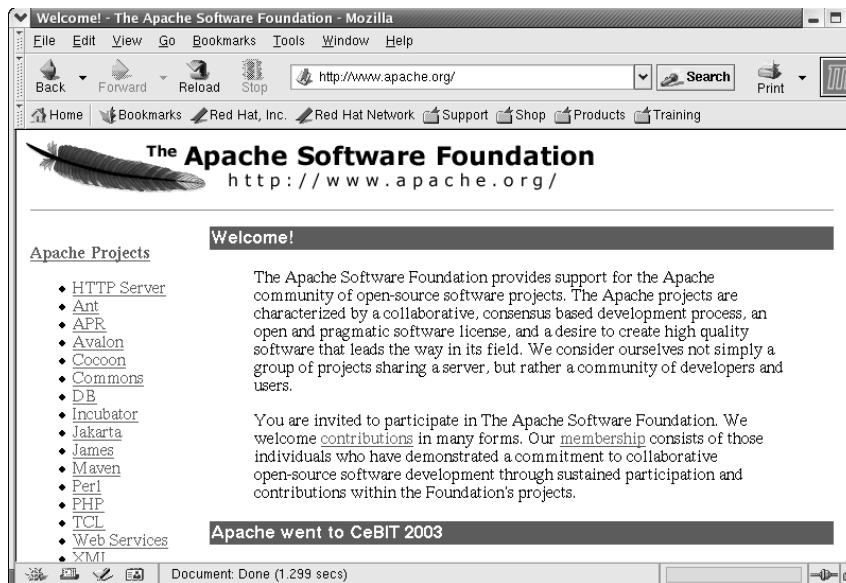 Welcome! - The Apache Software Foundation - Mozilla
File Edit View Go Bookmarks Tools Window Help
Back Forward Reload Stop http://www.apache.org/ Search Print
Home Bookmarks Red Hat, Inc. Red Hat Network Support Shop Products Training
The Apache Software Foundation
http://www.apache.org/
Apache Projects
HTTP Server
Ant
APR
Avalon
Cocoon
Commons
DB
Incubator
Jakarta
James
Maven
Perl
PHP
TCL
Web Services
XML
Welcome!
The Apache Software Foundation provides support for the Apache
community of open-source software projects. The Apache projects are
characterized by a collaborative, consensus based development process, an
open and pragmatic software license, and a desire to create high quality
software that leads the way in its field. We consider ourselves not simply a
group of projects sharing a server, but rather a community of developers and
users.
You are invited to participate in The Apache Software Foundation. We
welcome contributions in many forms. Our membership consists of those
individuals who have demonstrated a commitment to collaborative
open-source software development through sustained participation and
contributions within the Foundation's projects.
Apache went to CeBIT 2003
Document: Done (1.299 secs)